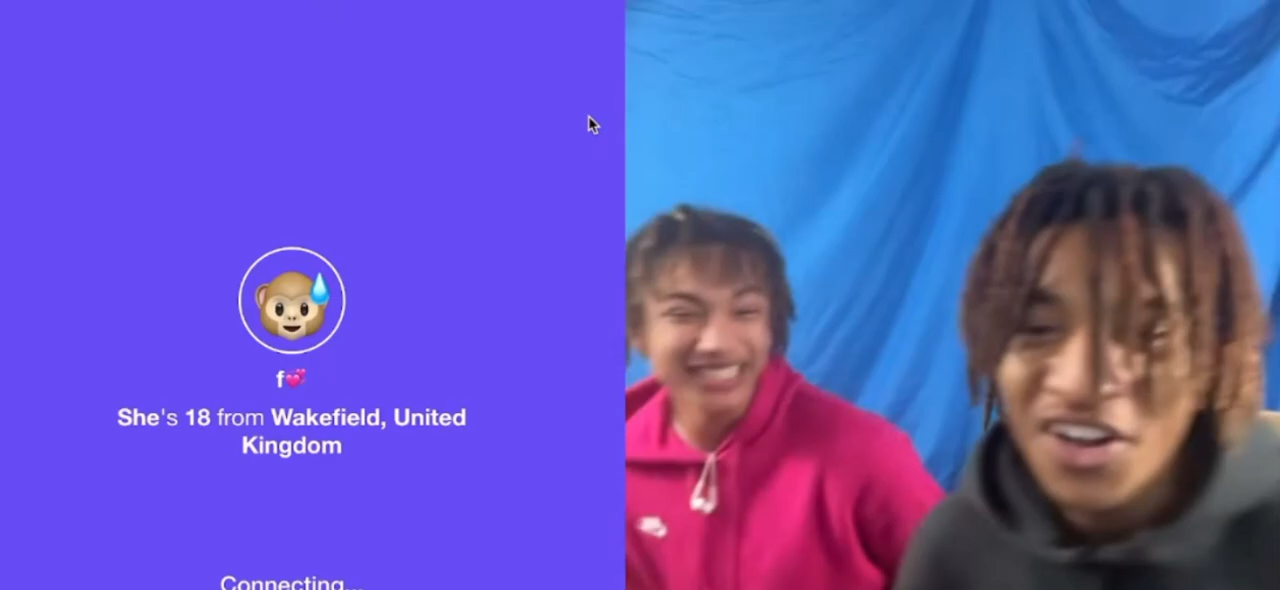 f💕
She's 18 from Wakefield, United
Kingdom
Connecting...